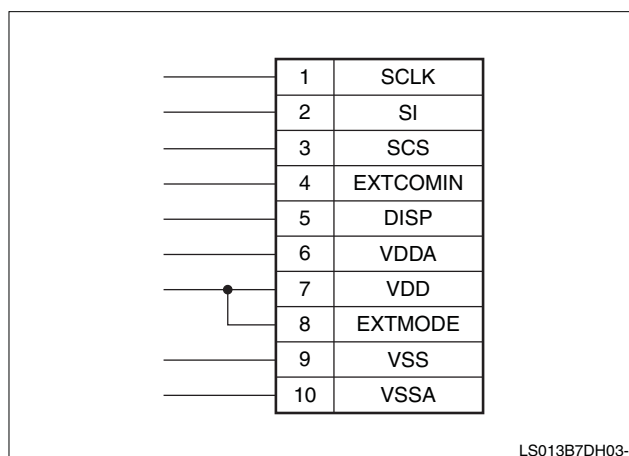 1 SCLK
2 SI
3 SCS
4 EXTCOMIN
5 DISP
6 VDDA
7 VDD
8 EXTMODE
9 VSS
10 VSSA
LS013B7DH03-